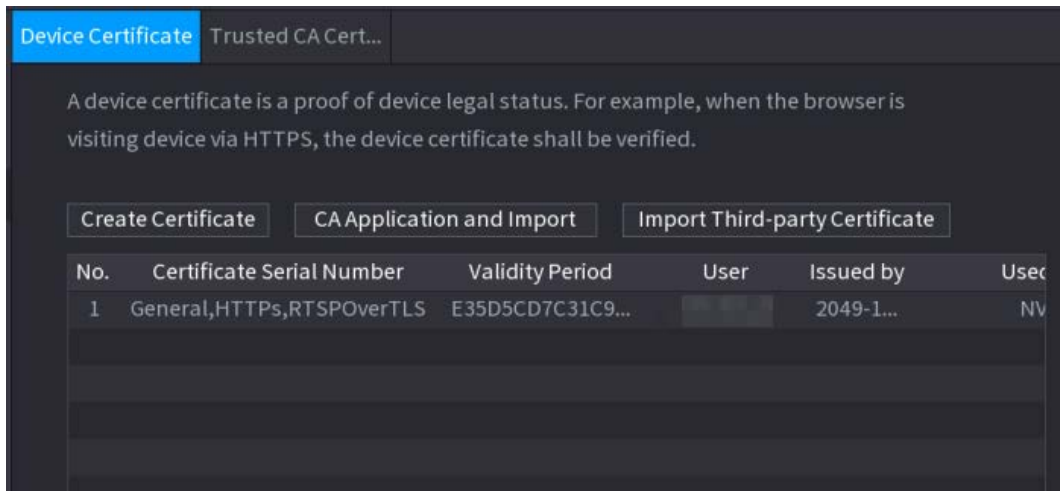 Device Certificate Trusted CA Cert...
A device certificate is a proof of device legal status. For example, when the browser is
visiting device via HTTPS, the device certificate shall be verified.
Create Certificate CA Application and Import Import Third-party Certificate
No. Certificate Serial Number Validity Period User Issued by Used
1 General,HTTPs,RTSPOverTLS E35D5CD7C31C9... 2049-1... NV